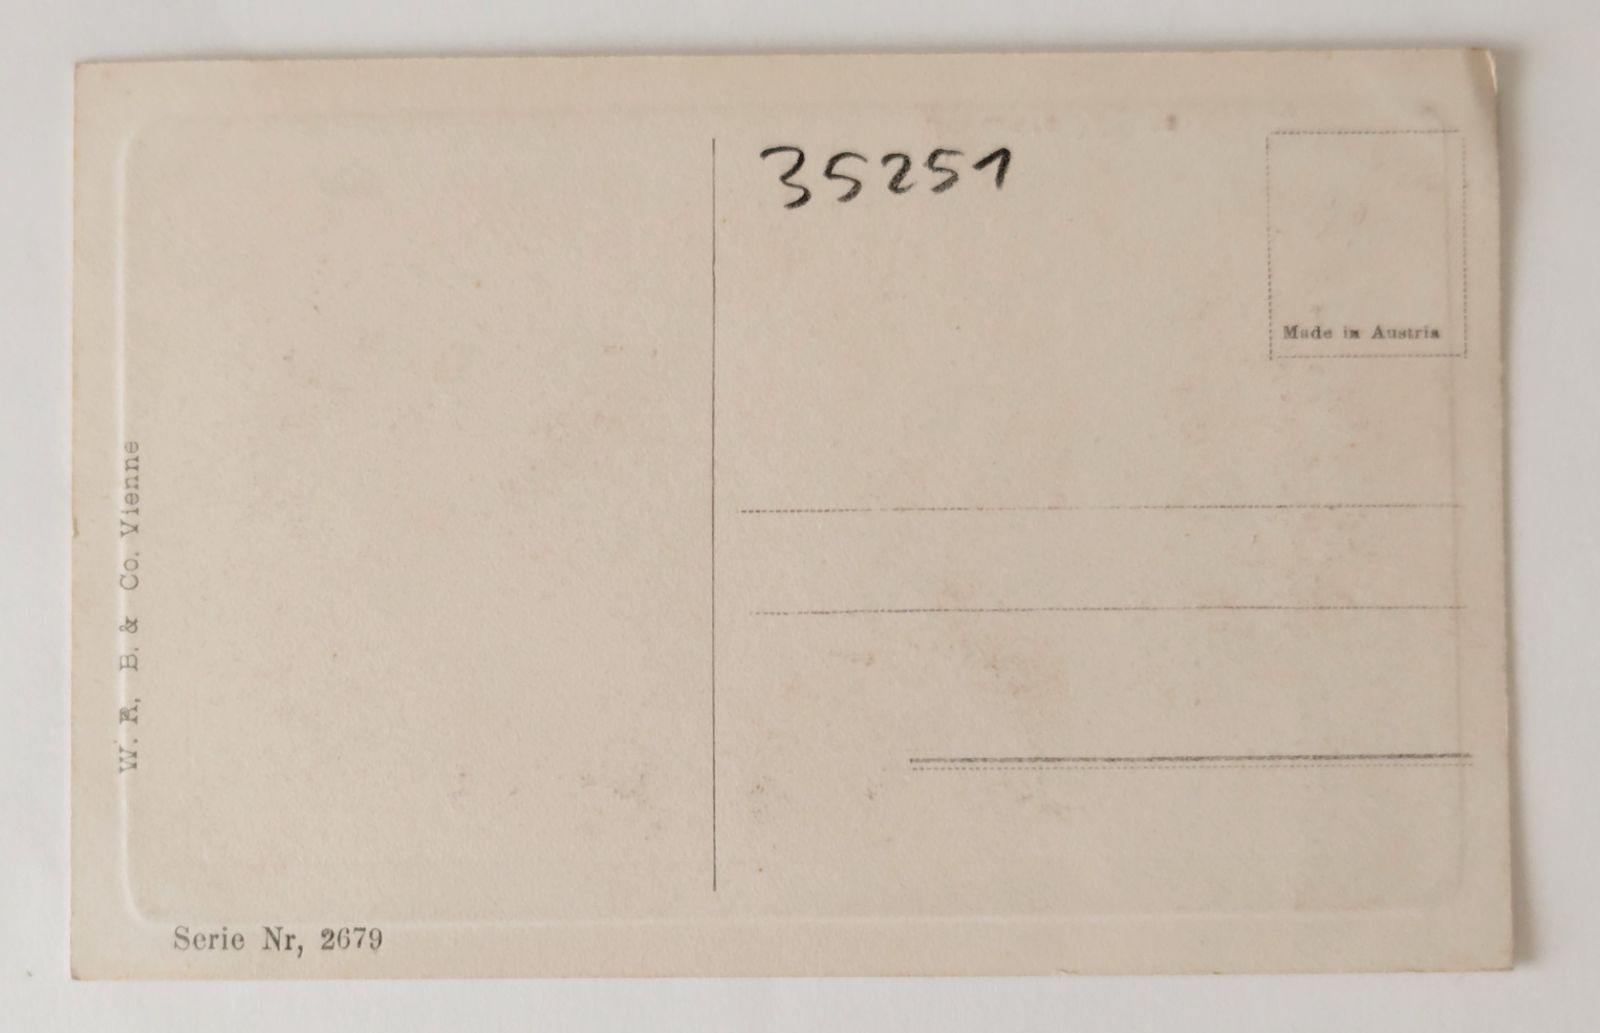 35251
Made in Austria
W. R. B. & Co. Vienne
Serie Nr, 2679